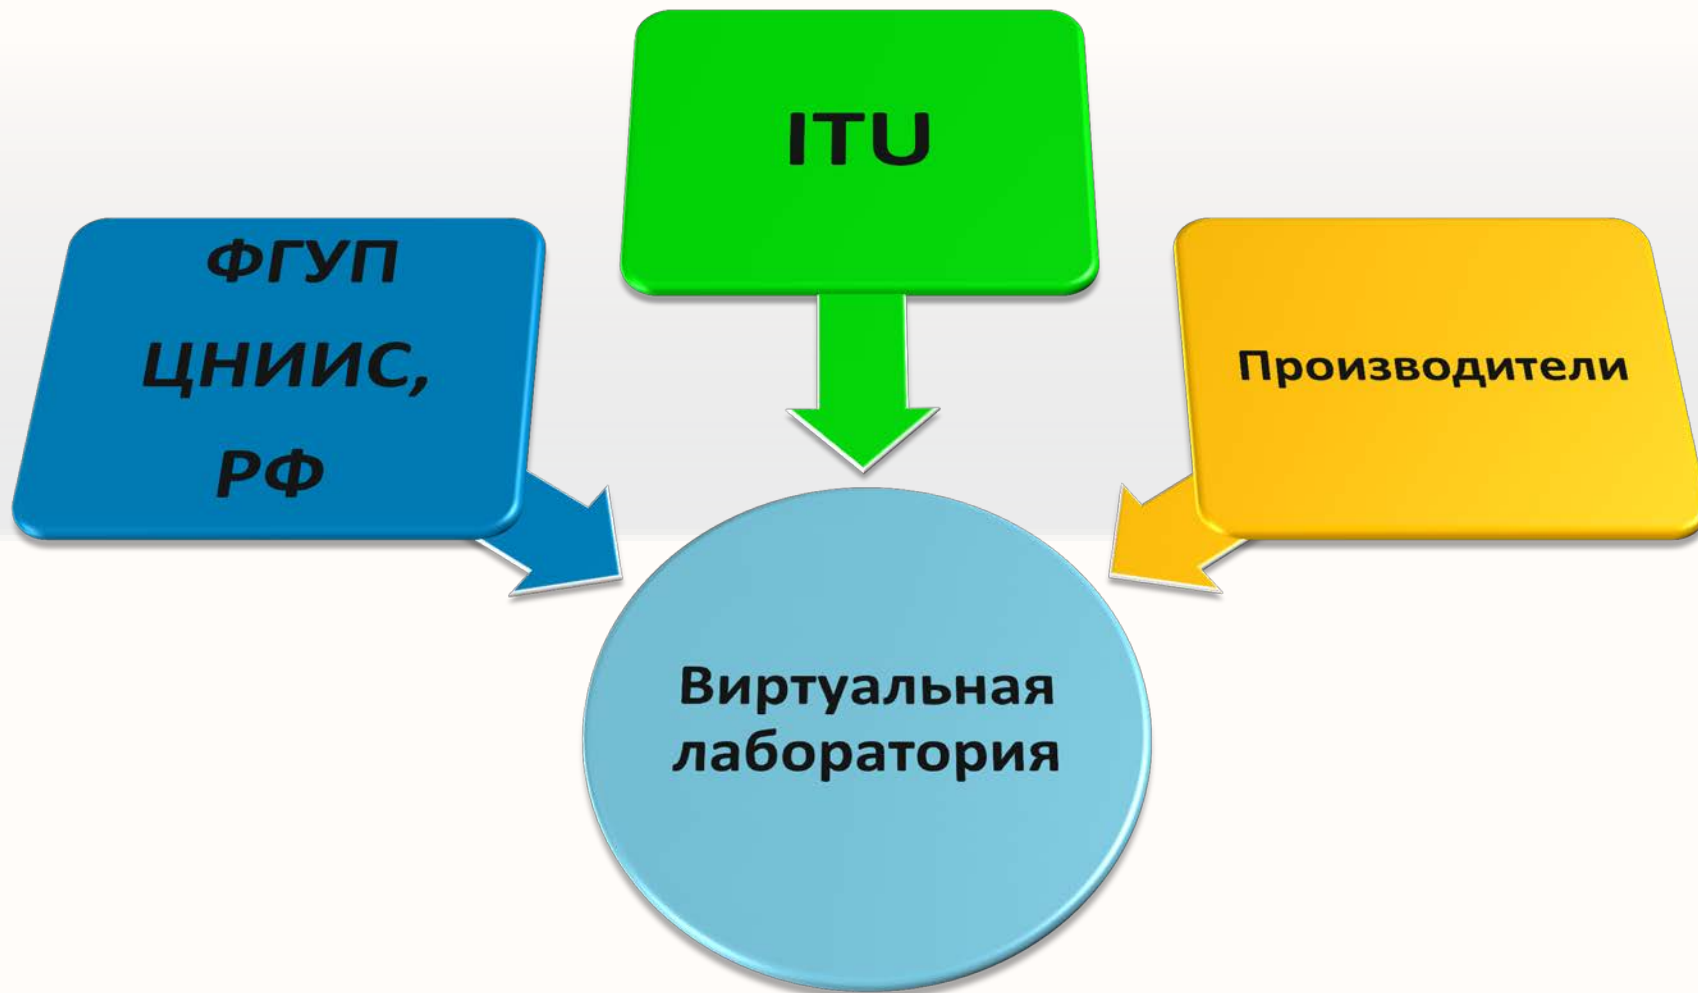 ITU
ФГУП
ЦНИИС,
РФ
Производители
Виртуальная
лаборатория